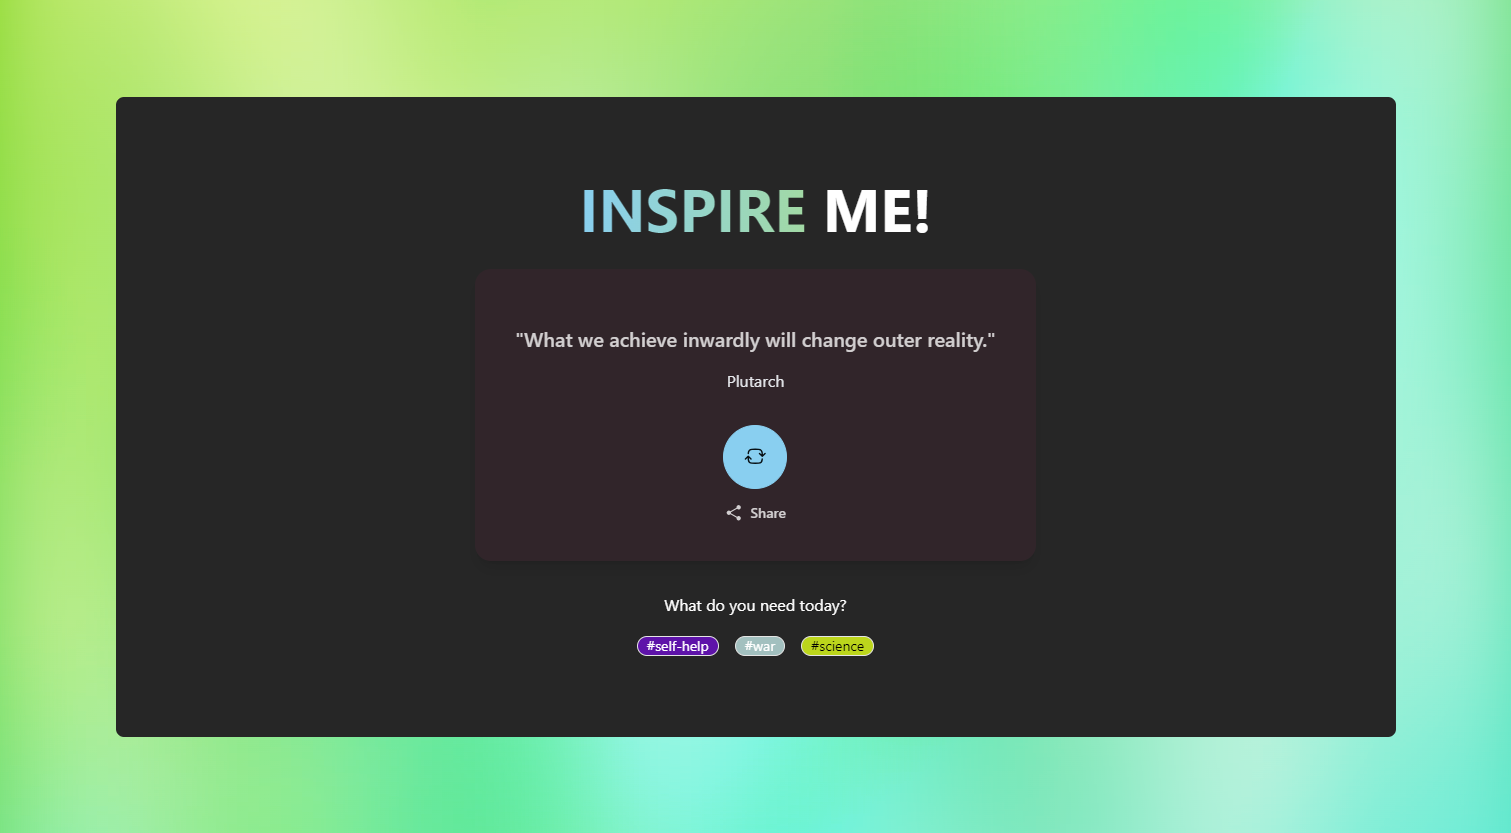 INSPIRE ME!
"What we achieve inwardly will change outer reality."
Plutarch
Share
What do you need today?
#self-help #war #science